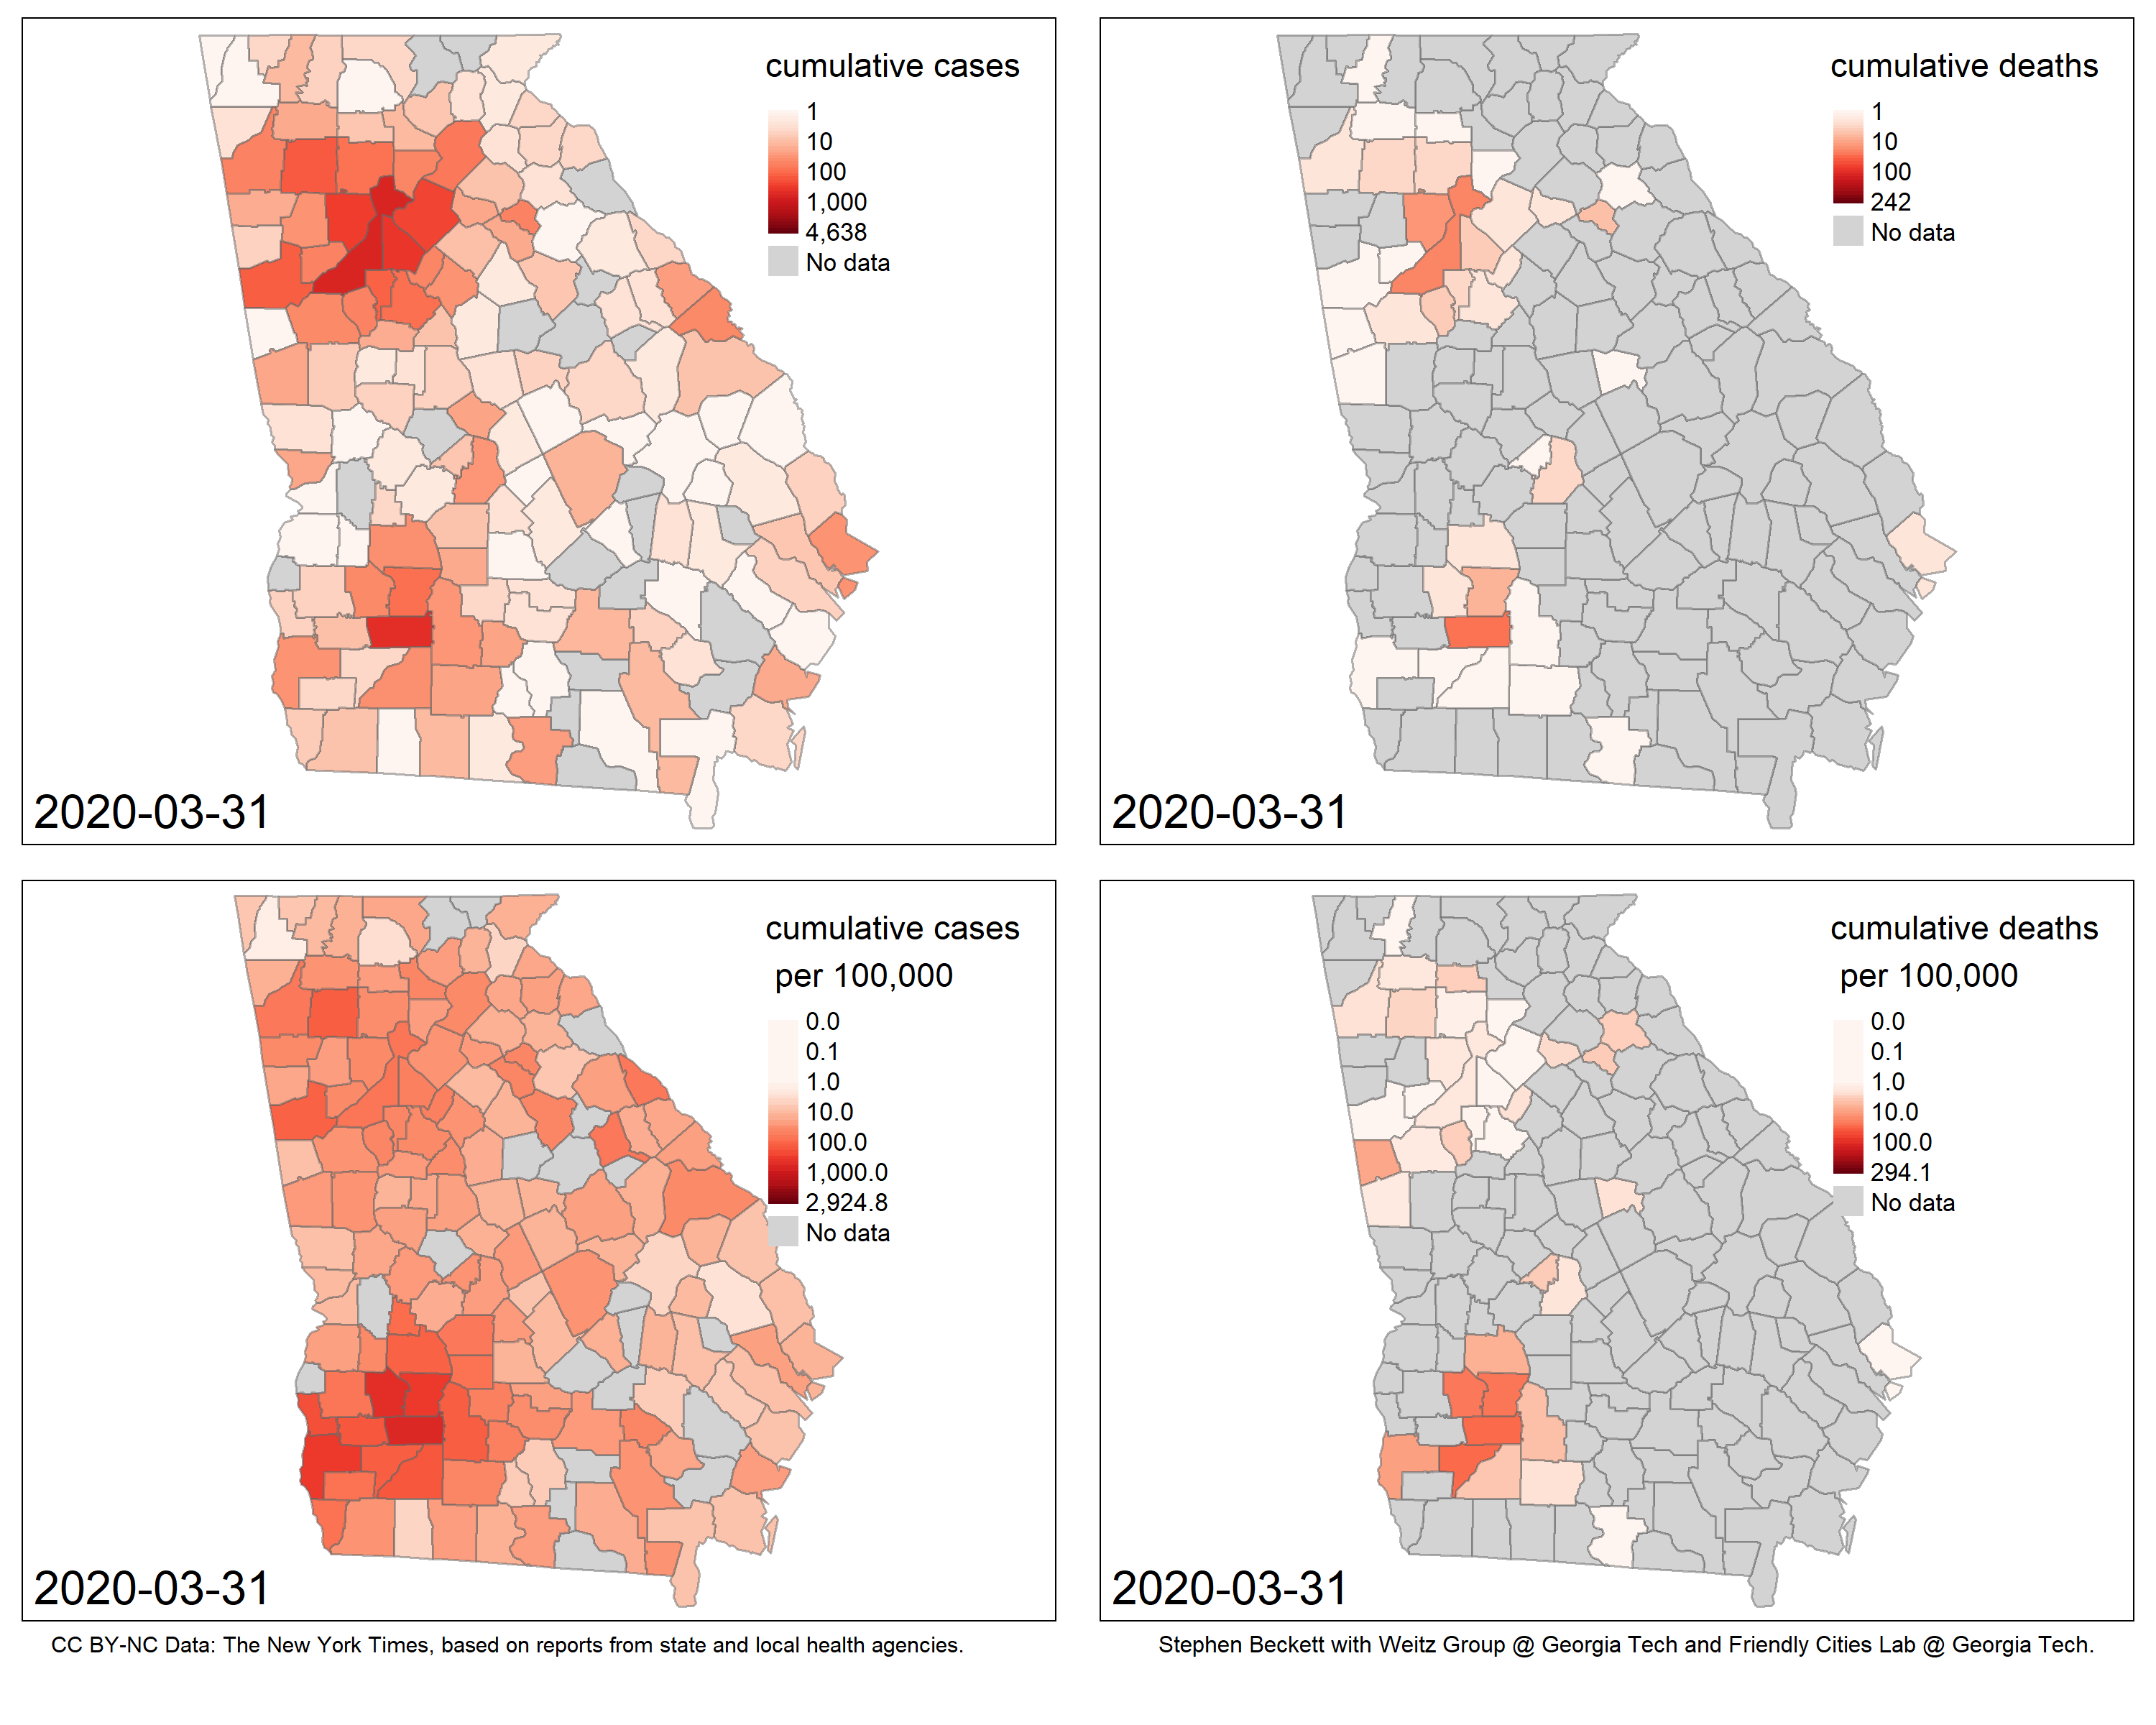 cumulative cases
1
10
100
1,000
4,638
No data
2020-03-31
cumulative deaths
1
10
100
242
No data
2020-03-31
cumulative cases
per 100,000
0.0
0.1
1.0
10.0
100.0
1,000.0
2,924.8
No data
2020-03-31
cumulative deaths
per 100,000
0.0
0.1
1.0
10.0
100.0
294.1
No data
2020-03-31
CC BY-NC Data: The New York Times, based on reports from state and local health agencies.
Stephen Beckett with Weitz Group @ Georgia Tech and Friendly Cities Lab @ Georgia Tech.